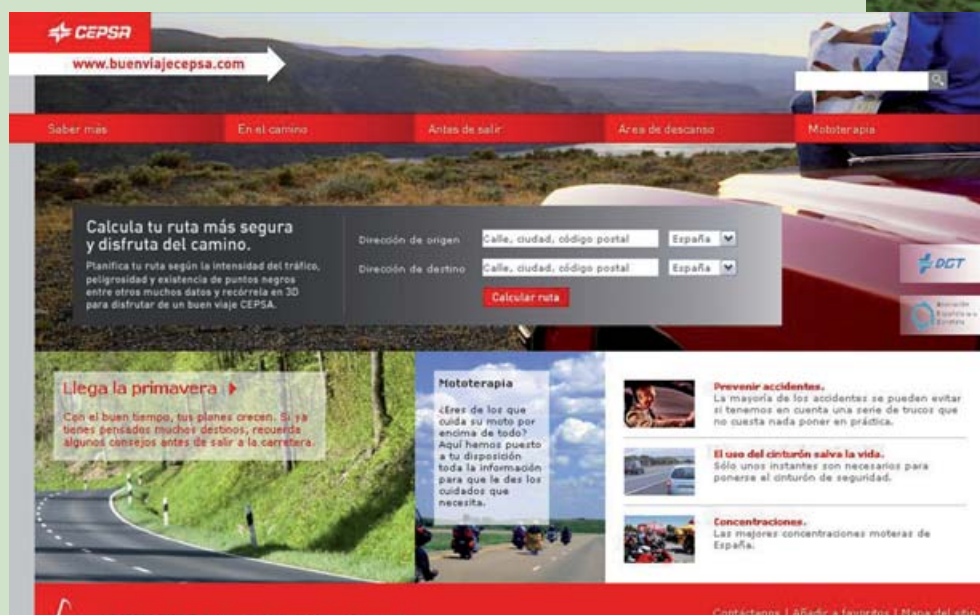 CEPSA
www.buenviajecepsa.com
Saber más
En el camino
Antes de salir
Area de descanso
Mototerapia
Calcula tu ruta más segura
y disfruta del camino.
Planifica tu ruta según la intensidad del tráfico,
peligrosidad y existencia de puntos negros
entre otros muchos datos y recórrela en 3D
para disfrutar de un buen viaje CEPSA.
Dirección de origen
Calle, ciudad, código postal
España
Dirección de destino
Calle, ciudad, código postal
España
Calcular ruta
DGT
Asociación
Española de la
Carretera
Llega la primavera
Con el buen tiempo, tus planes crecen. Si ya
tienes pensados muchos destinos, recuerda
algunos consejos antes de salir a la carretera.
Mototerapia
¿Eres de los que
cuida su moto por
encima de todo?
Aquí hemos puesto
a tu disposición
toda la información
para que le des los
cuidados que
necesita.
Prevenir accidentes.
La mayoría de los accidentes se pueden evitar
si tenemos en cuenta una serie de trucos que
no cuesta nada poner en práctica.
El uso del cinturón salva la vida.
Sólo unos instantes son necesarios para
ponerse el cinturón de seguridad.
Concentraciones.
Las mejores concentraciones moteras de
España.
Contáctenos | Añadir a favoritos | Mapa del sitio